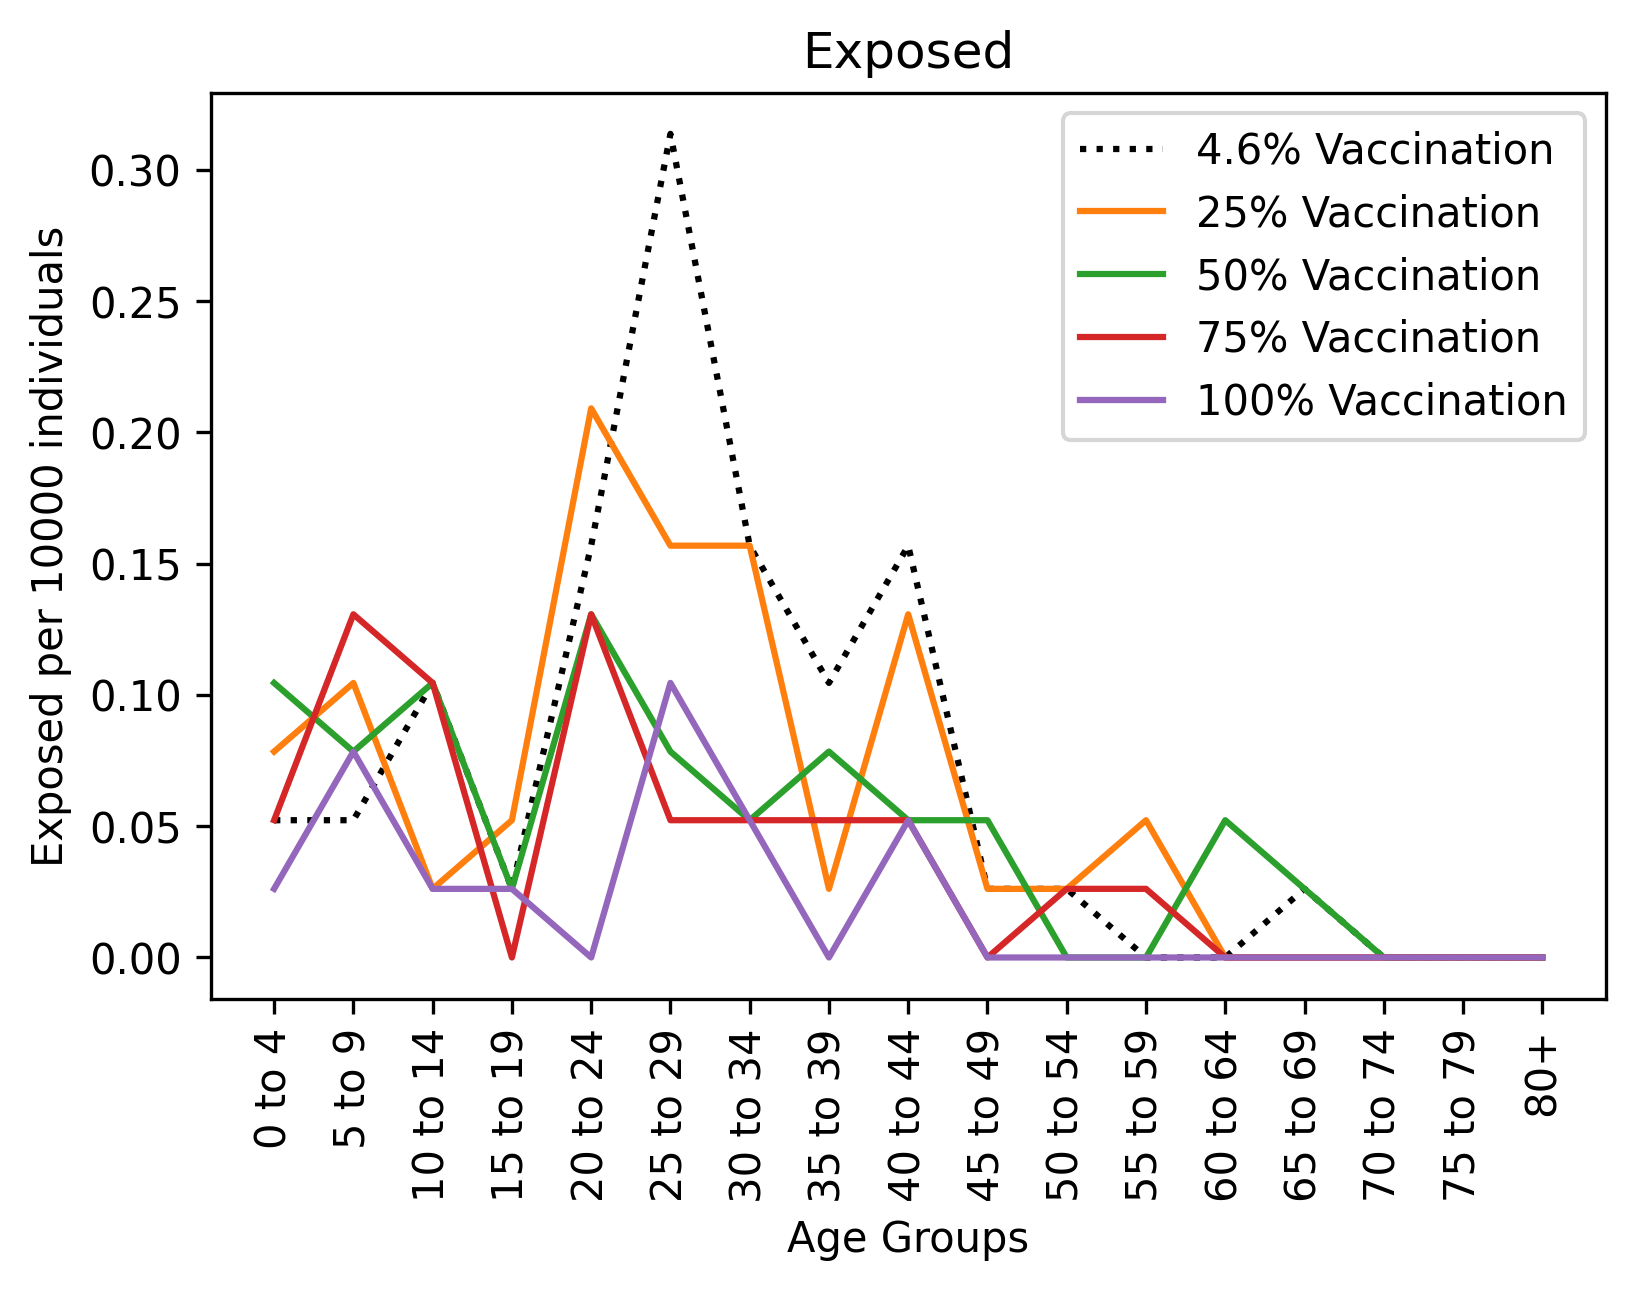 Exposed
Exposed per 10000 individuals
0.30
0.25
0.20
0.15
0.10
0.05
0.00
4.6% Vaccination
25% Vaccination
50% Vaccination
75% Vaccination
100% Vaccination
0 to 4
5 to 9
10 to 14
15 to 19
20 to 24
25 to 29
30 to 34
35 to 39
40 to 44
45 to 49
50 to 54
55 to 59
60 to 64
65 to 69
70 to 74
75 to 79
80+
Age Groups